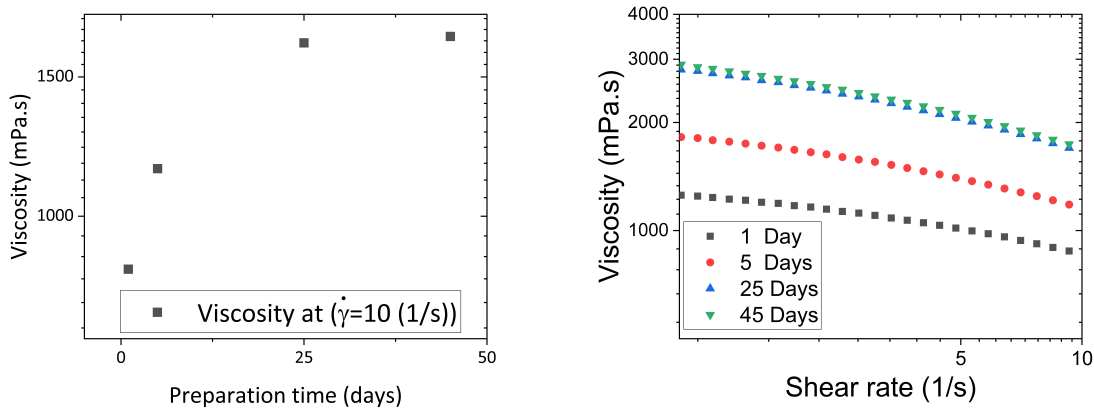 Viscosity (mPa.s)
1500
1000
0
25
50
Preparation time (days)
Viscosity at (γ̇=10 (1/s))
Viscosity (mPa.s)
4000
3000
2000
1000
5
10
Shear rate (1/s)
1 Day
5 Days
25 Days
45 Days